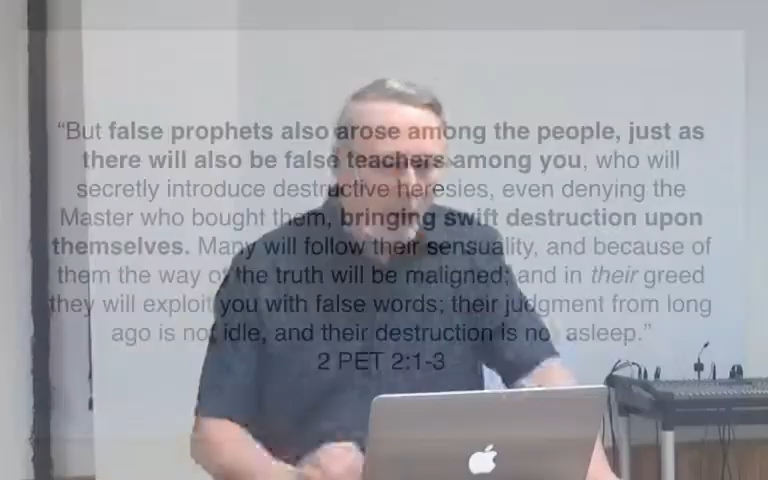 “But false prophets also arose among the people, just as
there will also be false teachers among you, who will
secretly introduce destructive heresies, even denying the
Master who bought them, bringing swift destruction upon
themselves. Many will follow their sensuality, and because of
them the way of the truth will be maligned; and in their greed
they will exploit you with false words; their judgment from long
ago is not idle, and their destruction is not asleep.”
2 PET 2:1-3